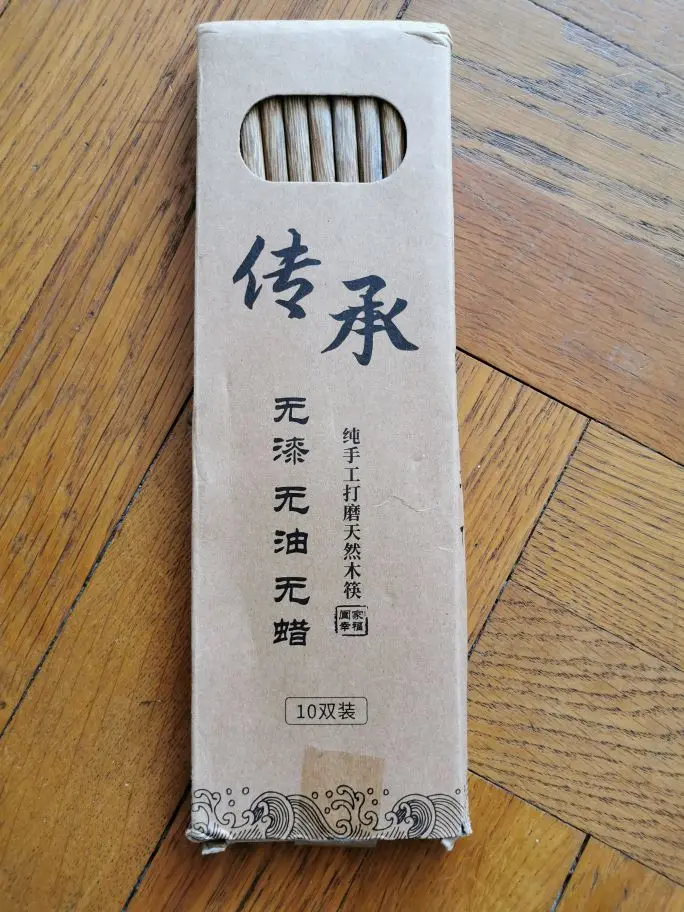 传承
纯手工打磨天然木筷
无漆 无油 无蜡
阖家
幸福
10双装